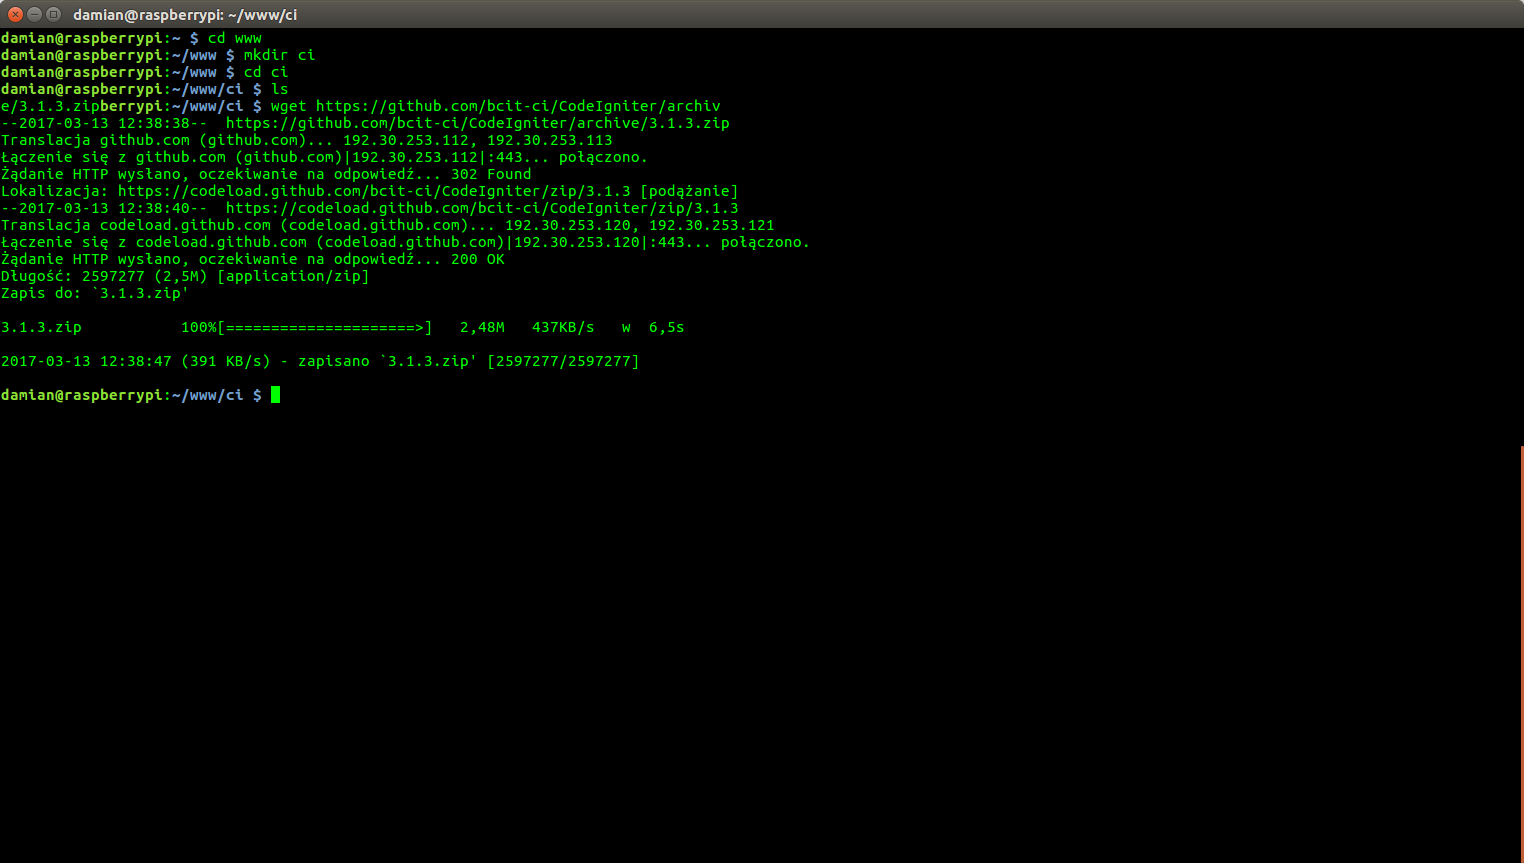 damian@raspberrypi: ~/www/ci
damian@raspberrypi:~ $ cd www
damian@raspberrypi:~/www $ mkdir ci
damian@raspberrypi:~/www $ cd ci
damian@raspberrypi:~/www/ci $ ls
e/3.1.3.zipberrypi:~/www/ci $ wget https://github.com/bcit-ci/CodeIgniter/archiv
--2017-03-13 12:38:38--  https://github.com/bcit-ci/CodeIgniter/archive/3.1.3.zip
Translacja github.com (github.com)... 192.30.253.112, 192.30.253.113
Łączenie się z github.com (github.com)|192.30.253.112|:443... połączono.
Żądanie HTTP wysłano, oczekiwanie na odpowiedź... 302 Found
Lokalizacja: https://codeload.github.com/bcit-ci/CodeIgniter/zip/3.1.3 [podążanie]
--2017-03-13 12:38:40--  https://codeload.github.com/bcit-ci/CodeIgniter/zip/3.1.3
Translacja codeload.github.com (codeload.github.com)... 192.30.253.120, 192.30.253.121
Łączenie się z codeload.github.com (codeload.github.com)|192.30.253.120|:443... połączono.
Żądanie HTTP wysłano, oczekiwanie na odpowiedź... 200 OK
Długość: 2597277 (2,5M) [application/zip]
Zapis do: `3.1.3.zip'
3.1.3.zip           100%[=====================>]   2,48M   437KB/s   w  6,5s
2017-03-13 12:38:47 (391 KB/s) - zapisano `3.1.3.zip' [2597277/2597277]
damian@raspberrypi:~/www/ci $